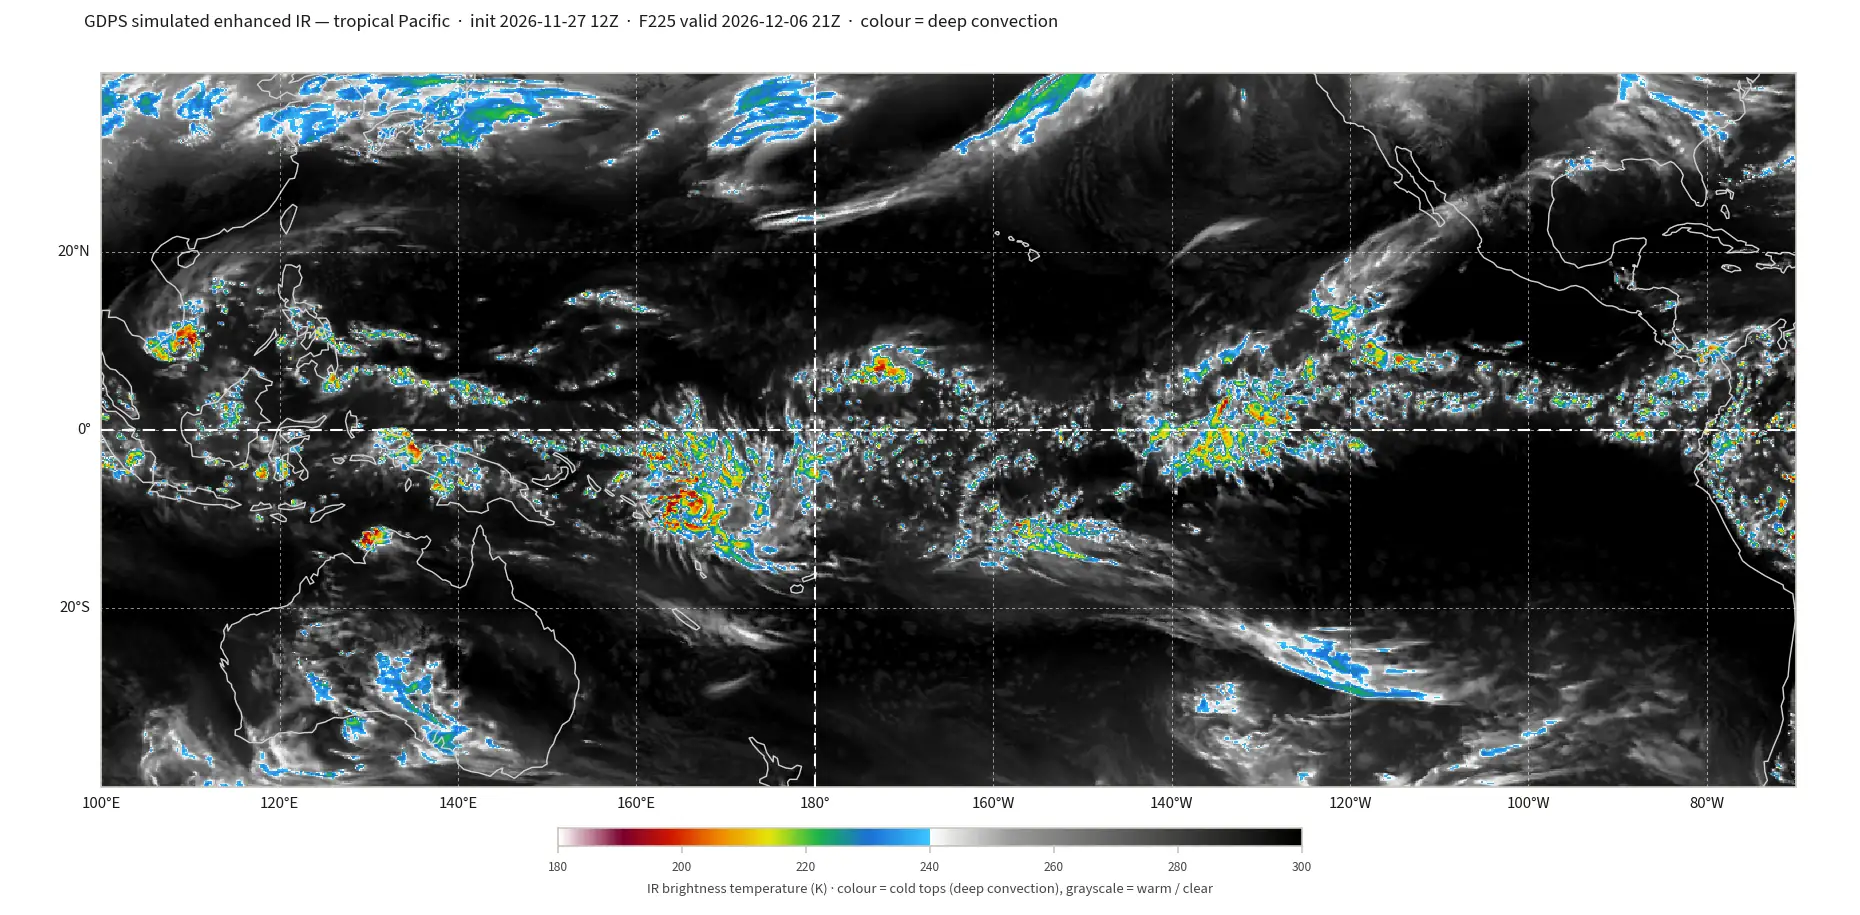 GDPS simulated enhanced IR — tropical Pacific · init 2026-11-27 12Z · F225 valid 2026-12-06 21Z · colour = deep convection
20°N
0°
20°S
100°E 120°E 140°E 160°E 180° 160°W 140°W 120°W 100°W 80°W
180 200 220 240 260 280 300
IR brightness temperature (K) · colour = cold tops (deep convection), grayscale = warm / clear